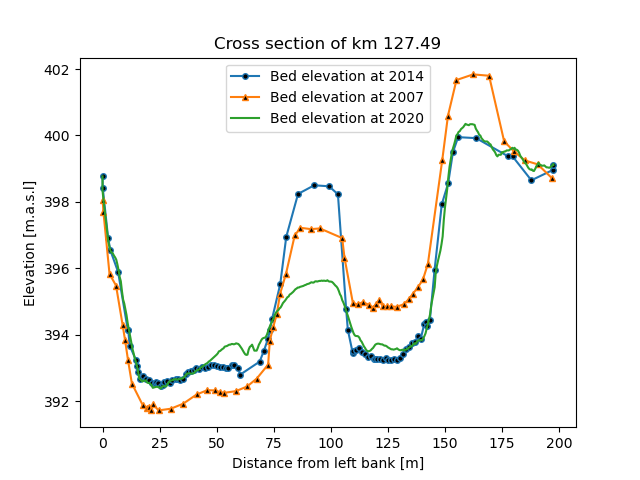 Cross section of km 127.49
Bed elevation at 2014
Bed elevation at 2007
Bed elevation at 2020
Elevation [m.a.s.l]
402
400
398
396
394
392
0 25 50 75 100 125 150 175 200
Distance from left bank [m]